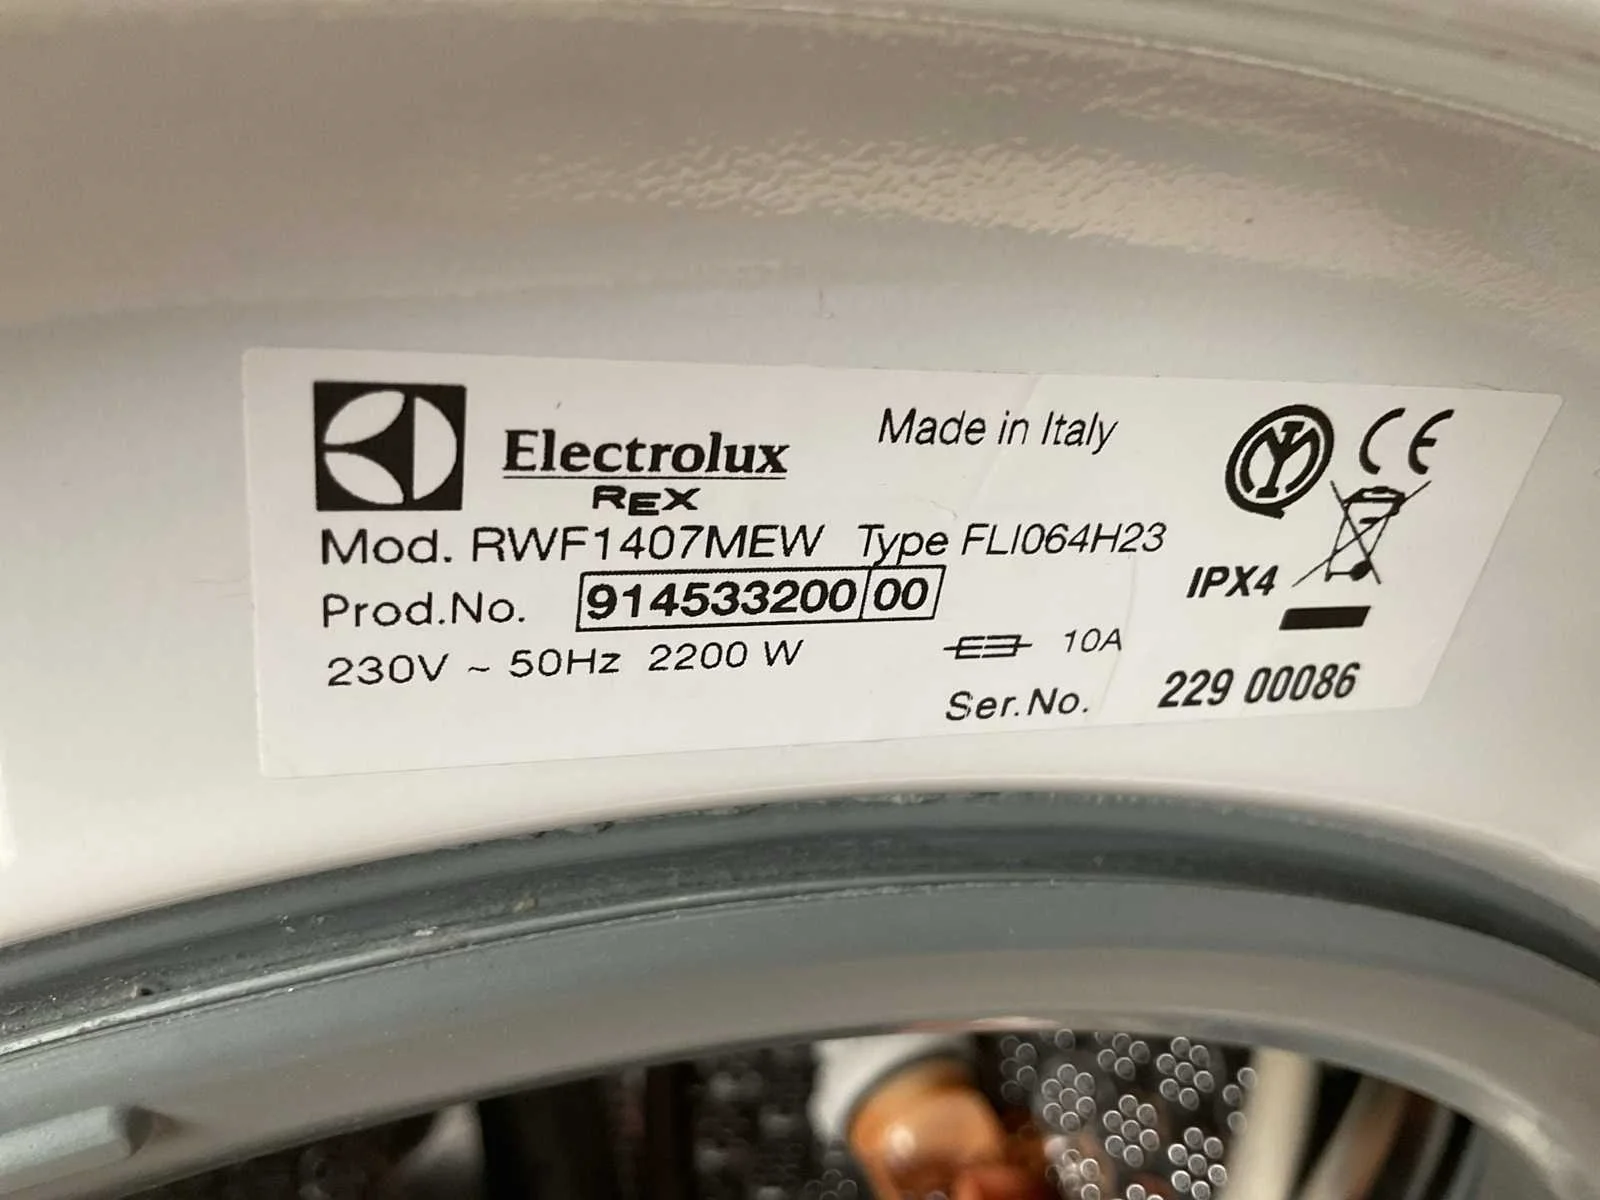 Electrolux
REX
Made in Italy
CE
Mod. RWF1407MEW Type FLI064H23
Prod.No. 914533200 00
IPX4
230V ~ 50Hz 2200 W
10A
Ser.No. 229 00086